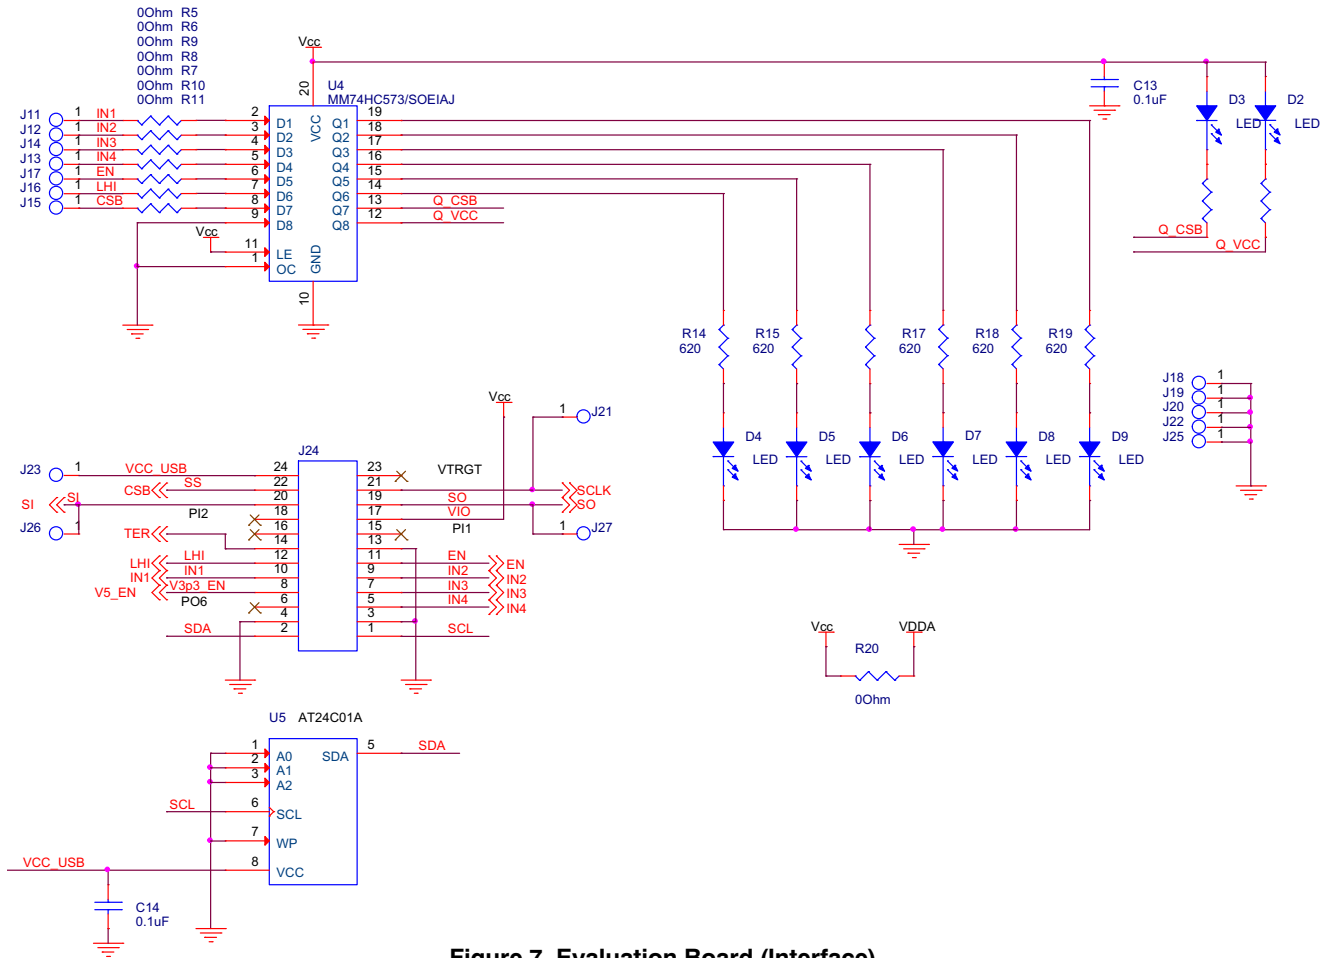 0Ohm R5
0Ohm R6
0Ohm R9
0Ohm R8
0Ohm R7
0Ohm R10
0Ohm R11
Vcc
20
U4
MM74HC573/SOEIAJ
C13
0.1uF
D3
LED
D2
LED
J11 1 IN1 2 D1 VCC Q1 19
J12 1 IN2 3 D2 Q2 18
J14 1 IN3 4 D3 Q3 17
J13 1 IN4 5 D4 Q4 16
J17 1 EN 6 D5 Q5 15
J16 1 LHI 7 D6 Q6 14
J15 1 CSB 8 D7 Q7 13 Q_CSB
9 D8 Q8 12 Q_VCC
Vcc 11 LE GND
1 OC
10
Q_CSB
Q_VCC
R14
620
R15
620
R17
620
R18
620
R19
620
J18 1
J19 1
J20 1
J22 1
J25 1
D4
LED
D5
LED
D6
LED
D7
LED
D8
LED
D9
LED
Vcc
1 J21
J24
J23 1 VCC_USB 24 23 VTRGT
CSB SS 22 21 SCLK
SI SI 20 19 SO SO
PI2 18 17 VIO
J26 1 16 15 PI1 1 J27
TER 14 13
LHI LHI 12 11 EN EN
IN1 IN1 10 9 IN2 IN2
V5_EN V3p3_EN 8 7 IN3 IN3
PO6 6 5 IN4 IN4
4 3
SDA 2 1 SCL
Vcc VDDA
R20
0Ohm
U5 AT24C01A
1 A0 SDA 5 SDA
2 A1
3 A2
SCL 6 SCL
7 WP
VCC_USB 8 VCC
C14
0.1uF
Figure 7. Evaluation Board (Interface)